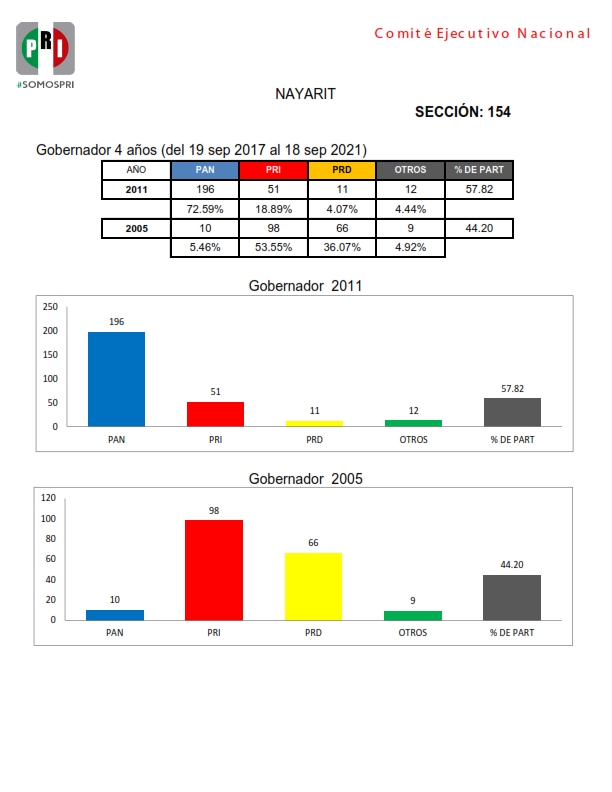 Comité Ejecutivo Nacional
PRI
#SOMOSPRI
NAYARIT
SECCIÓN: 154
Gobernador 4 años (del 19 sep 2017 al 18 sep 2021)
AÑO PAN PRI PRD OTROS % DE PART
2011 196 51 11 12 57.82
72.59% 18.89% 4.07% 4.44%
2005 10 98 66 9 44.20
5.46% 53.55% 36.07% 4.92%
Gobernador 2011
250
200
150
100
50
0
196
51
11
12
57.82
PAN PRI PRD OTROS % DE PART
Gobernador 2005
120
100
80
60
40
20
0
10
98
66
9
44.20
PAN PRI PRD OTROS % DE PART